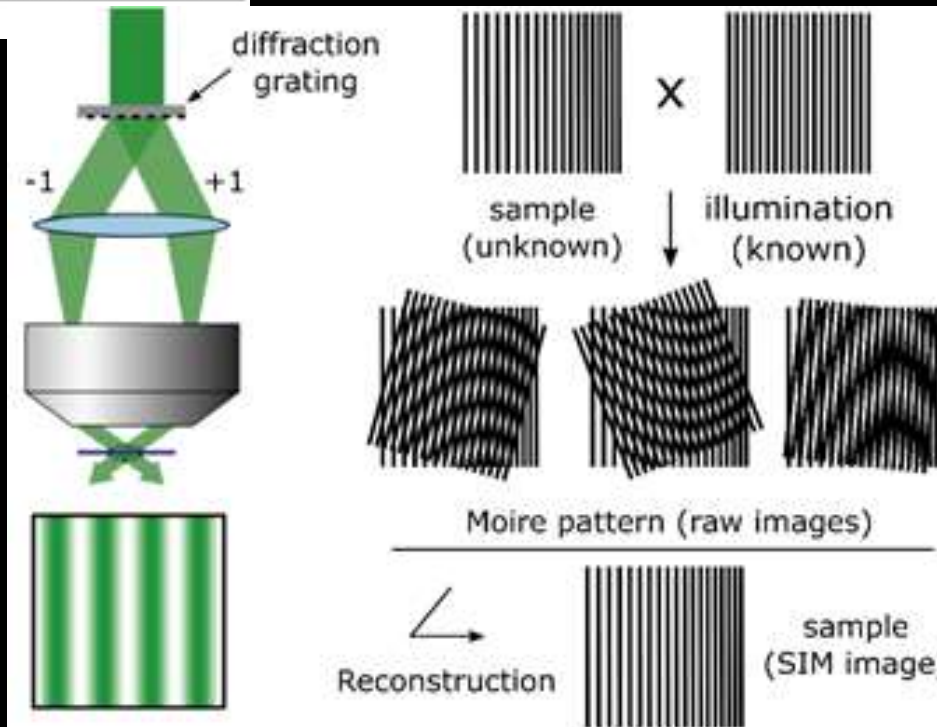 diffraction
grating
-1
+1
x
sample
(unknown)
illumination
(known)
Moire pattern (raw images)
Reconstruction
sample
(SIM image